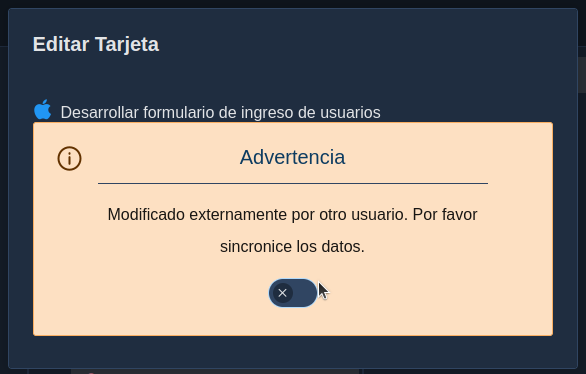 Editar Tarjeta
Desarrollar formulario de ingreso de usuarios
Advertencia
Modificado externamente por otro usuario. Por favor
sincronice los datos.